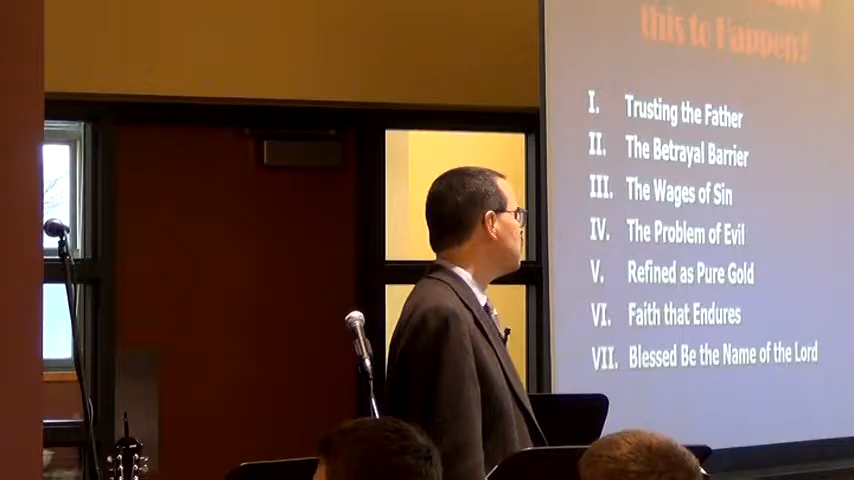 this to Happen!
I. Trusting the Father
II. The Betrayal Barrier
III. The Wages of Sin
IV. The Problem of Evil
V. Refined as Pure Gold
VI. Faith that Endures
VII. Blessed Be the Name of the Lord